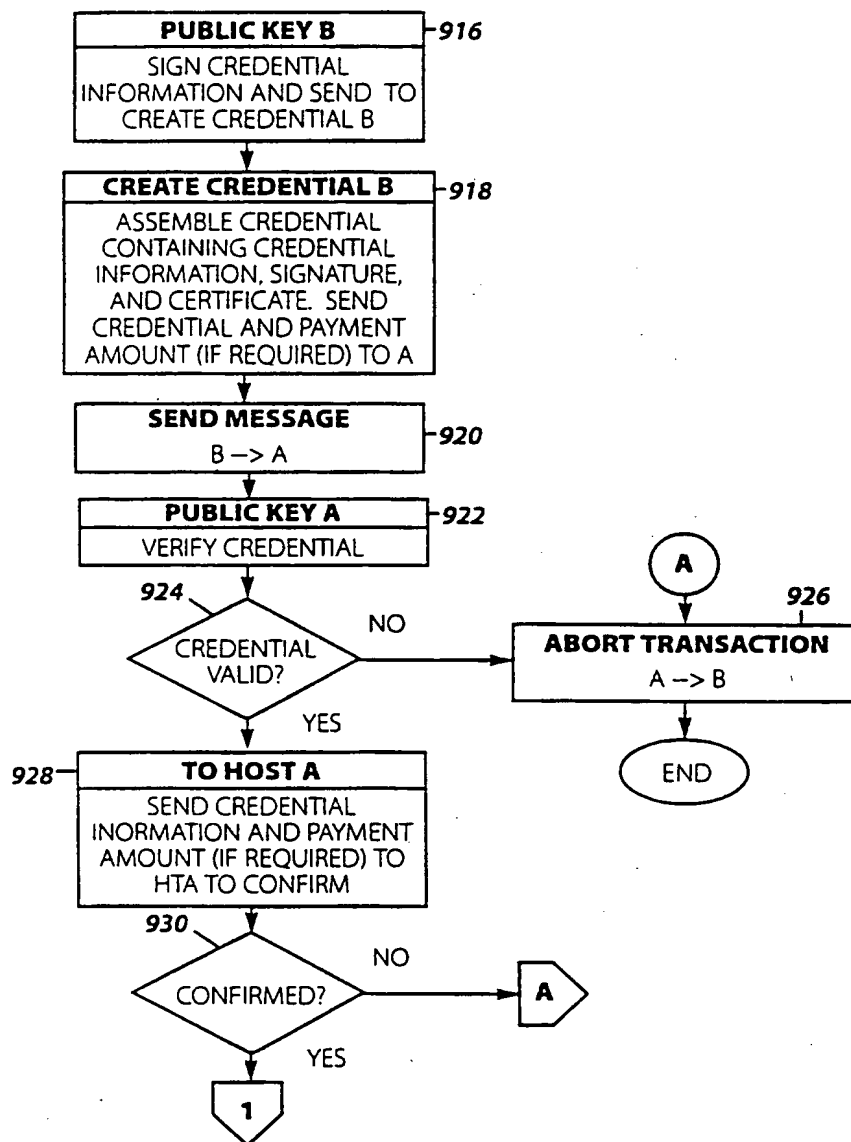 PUBLIC KEY B
916
SIGN CREDENTIAL
INFORMATION AND SEND TO
CREATE CREDENTIAL B
CREATE CREDENTIAL B
918
ASSEMBLE CREDENTIAL
CONTAINING CREDENTIAL
INFORMATION, SIGNATURE,
AND CERTIFICATE. SEND
CREDENTIAL AND PAYMENT
AMOUNT (IF REQUIRED) TO A
SEND MESSAGE
920
B —> A
PUBLIC KEY A
922
VERIFY CREDENTIAL
924
CREDENTIAL
VALID?
NO
YES
A
926
ABORT TRANSACTION
A —> B
END
928
TO HOST A
SEND CREDENTIAL
INORMATION AND PAYMENT
AMOUNT (IF REQUIRED) TO
HTA TO CONFIRM
930
CONFIRMED?
NO
A
YES
1